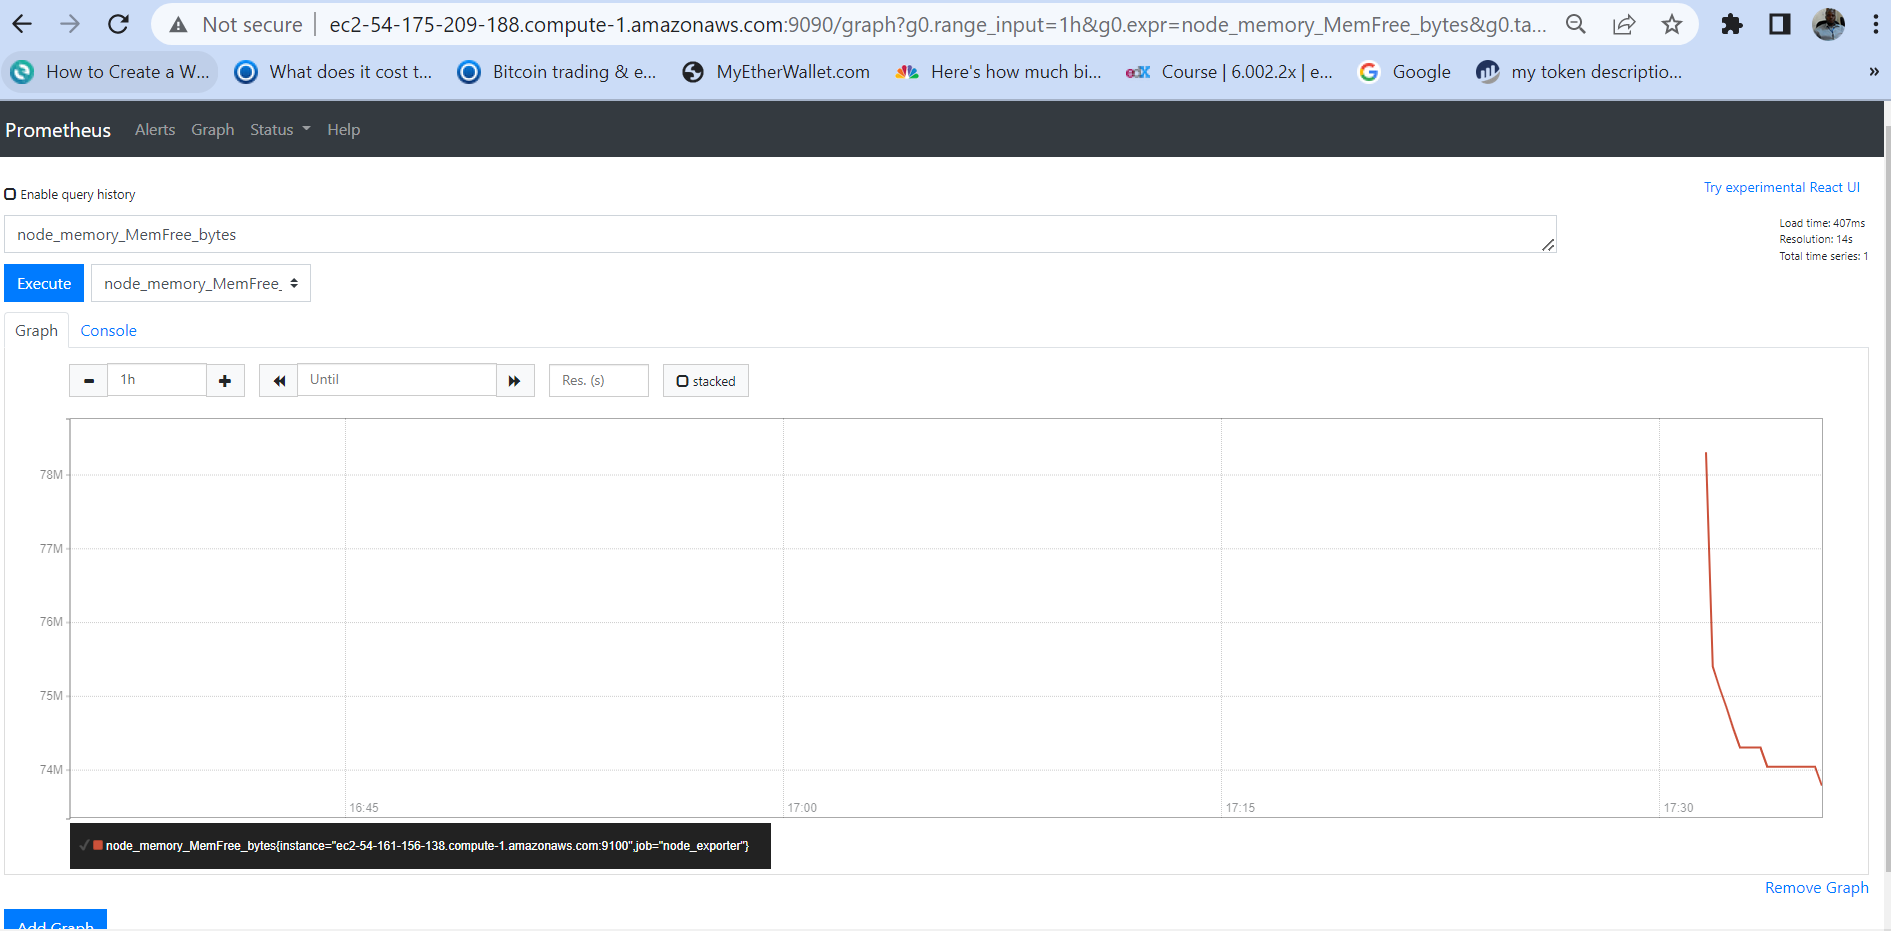 Not secure ec2-54-175-209-188.compute-1.amazonaws.com:9090/graph?g0.range_input=1h&g0.expr=node_memory_MemFree_bytes&g0.ta...
How to Create a W... What does it cost t... Bitcoin trading & e... MyEtherWallet.com Here's how much bi... edX Course | 6.002.2x | e... Google my token descriptio... »
Prometheus Alerts Graph Status Help
Enable query history
Try experimental React UI
node_memory_MemFree_bytes
Load time: 407ms
Resolution: 14s
Total time series: 1
Execute node_memory_MemFree_
Graph Console
1h Until Res. (s) stacked
78M
77M
76M
75M
74M
16:45 17:00 17:15 17:30
node_memory_MemFree_bytes{instance="ec2-54-161-156-138.compute-1.amazonaws.com:9100",job="node_exporter"}
Remove Graph
Add Graph